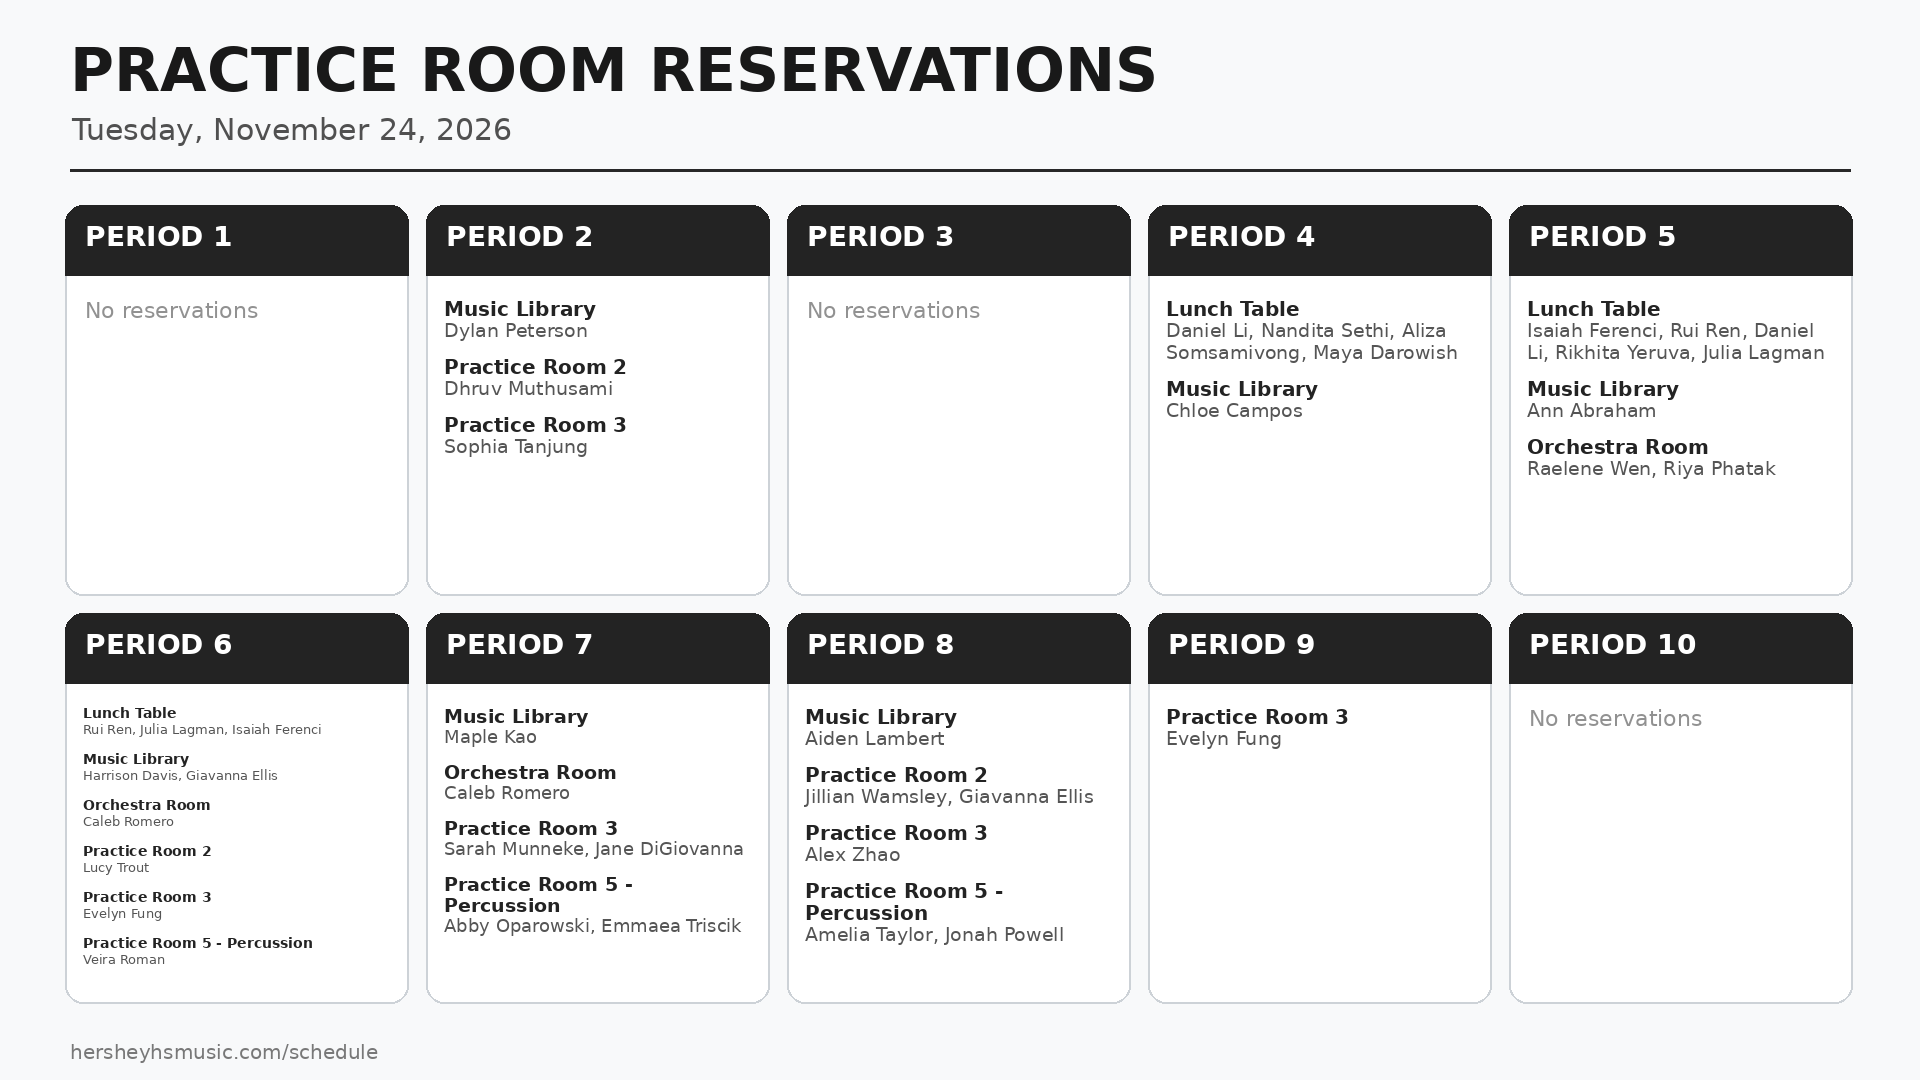 PRACTICE ROOM RESERVATIONS
Tuesday, November 24, 2026
PERIOD 1
No reservations
PERIOD 2
Music Library
Dylan Peterson
Practice Room 2
Dhruv Muthusami
Practice Room 3
Sophia Tanjung
PERIOD 3
No reservations
PERIOD 4
Lunch Table
Daniel Li, Nandita Sethi, Aliza
Somsamivong, Maya Darowish
Music Library
Chloe Campos
PERIOD 5
Lunch Table
Isaiah Ferenci, Rui Ren, Daniel
Li, Rikhita Yeruva, Julia Lagman
Music Library
Ann Abraham
Orchestra Room
Raelene Wen, Riya Phatak
PERIOD 6
Lunch Table
Rui Ren, Julia Lagman, Isaiah Ferenci
Music Library
Harrison Davis, Giavanna Ellis
Orchestra Room
Caleb Romero
Practice Room 2
Lucy Trout
Practice Room 3
Evelyn Fung
Practice Room 5 - Percussion
Veira Roman
PERIOD 7
Music Library
Maple Kao
Orchestra Room
Caleb Romero
Practice Room 3
Sarah Munneke, Jane DiGiovanna
Practice Room 5 -
Percussion
Abby Oparowski, Emmaea Triscik
PERIOD 8
Music Library
Aiden Lambert
Practice Room 2
Jillian Wamsley, Giavanna Ellis
Practice Room 3
Alex Zhao
Practice Room 5 -
Percussion
Amelia Taylor, Jonah Powell
PERIOD 9
Practice Room 3
Evelyn Fung
PERIOD 10
No reservations
hersheyhsmusic.com/schedule